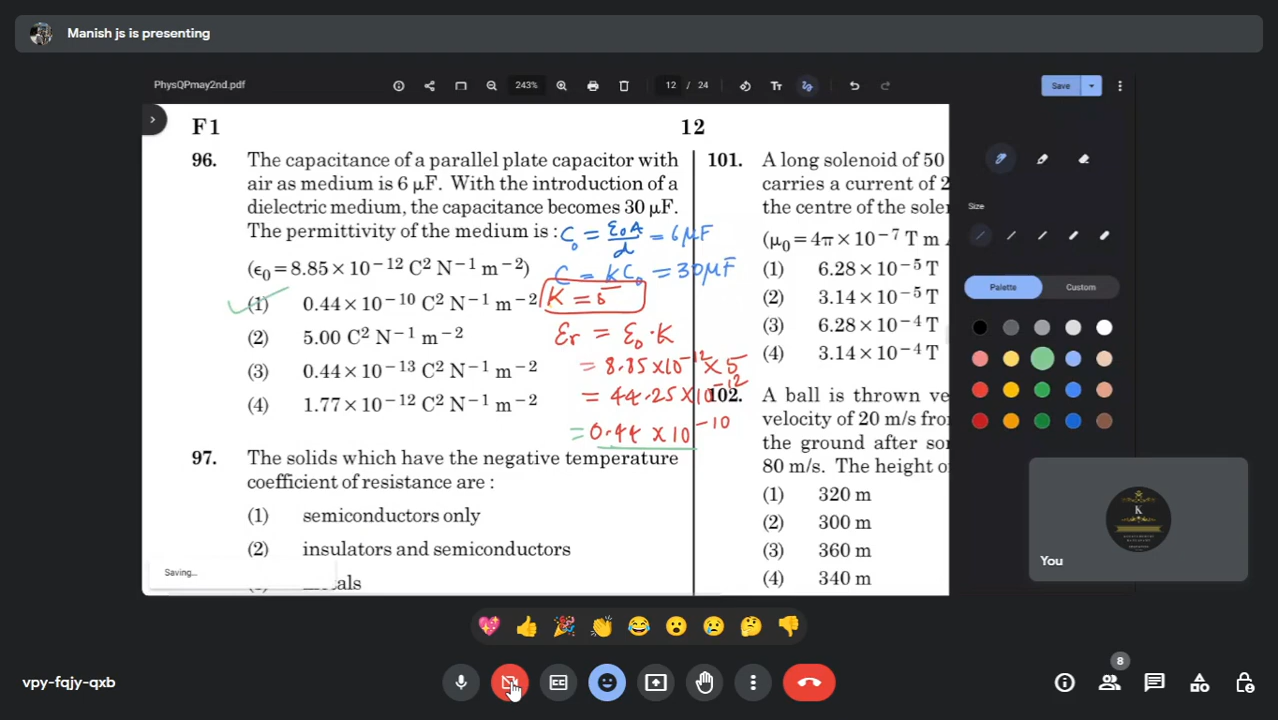 Manish js is presenting
PhysQPmay2nd.pdf
243%
12 / 24
Tт
Save
F1
12
96. The capacitance of a parallel plate capacitor with
air as medium is 6 μF. With the introduction of a
dielectric medium, the capacitance becomes 30 μF.
The permittivity of the medium is :
(ϵ₀ = 8.85 × 10⁻¹² C² N⁻¹ m⁻²)
(1) 0.44 × 10⁻¹⁰ C² N⁻¹ m⁻²
(2) 5.00 C² N⁻¹ m⁻²
(3) 0.44 × 10⁻¹³ C² N⁻¹ m⁻²
(4) 1.77 × 10⁻¹² C² N⁻¹ m⁻²
C₀ = ε₀A/d = 6μF
C = KC₀ = 30μF
K = 5
εr = ε₀·K
= 8.85×10⁻¹² × 5
= 44.25 ×10⁻¹²
= 0.44 ×10⁻¹⁰
97. The solids which have the negative temperature
coefficient of resistance are :
(1) semiconductors only
(2) insulators and semiconductors
metals
Saving...
101. A long solenoid of 50
carries a current of 2
the centre of the sole
(μ₀ = 4π × 10⁻⁷ T m
(1) 6.28 × 10⁻⁵ T
(2) 3.14 × 10⁻⁵ T
(3) 6.28 × 10⁻⁴ T
(4) 3.14 × 10⁻⁴ T
102. A ball is thrown ve
velocity of 20 m/s from
the ground after so
80 m/s. The height o
(1) 320 m
(2) 300 m
(3) 360 m
(4) 340 m
Size
Palette
Custom
K
You
vpy-fqjy-qxb
8